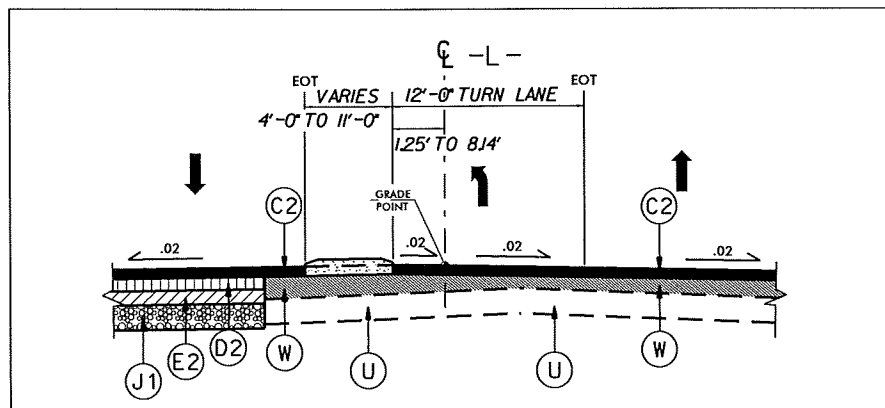 ℄ -L-
EOT
EOT
VARIES
12'-0" TURN LANE
4'-0" TO 11'-0"
1.25' TO 8.14'
GRADE
POINT
C2
C2
.02
.02
.02
.02
J1
E2
D2
W
U
U
W